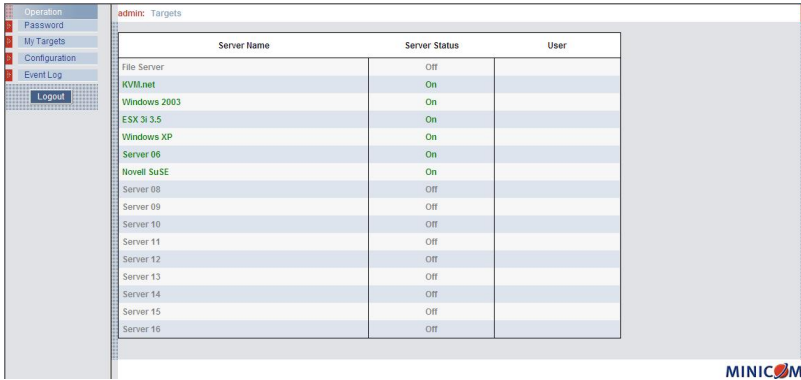 Operation
Password
My Targets
Configuration
Event Log
Logout
admin: Targets
Server Name Server Status User
File Server Off
KVM.net On
Windows 2003 On
ESX 3i 3.5 On
Windows XP On
Server 06 On
Novell SuSE On
Server 08 Off
Server 09 Off
Server 10 Off
Server 11 Off
Server 12 Off
Server 13 Off
Server 14 Off
Server 15 Off
Server 16 Off
MINICOM